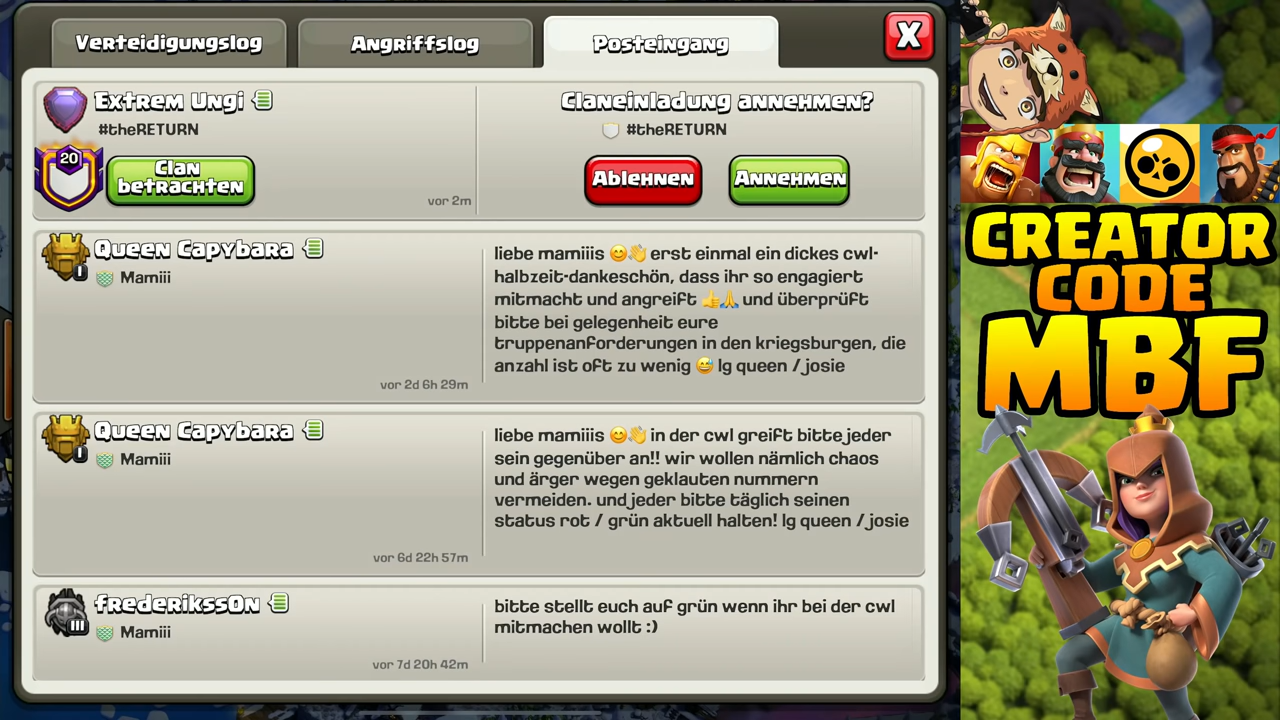 Verteidigungslog
Angriffslog
Posteingang
X
Extrem Ungi
#theRETURN
20
Clan
betrachten
vor 2m
Claneinladung annehmen?
#theRETURN
Ablehnen
Annehmen
Queen Capybara
Mamiii
I
vor 2d 6h 29m
liebe mamiiis 😊👋 erst einmal ein dickes cwl-
halbzeit-dankeschön, dass ihr so engagiert
mitmacht und angreift 👍🙏 und überprüft
bitte bei gelegenheit eure
truppenanforderungen in den kriegsburgen, die
anzahl ist oft zu wenig 😅 lg queen / josie
Queen Capybara
Mamiii
I
vor 6d 22h 57m
liebe mamiiis 😊👋 in der cwl greift bitte jeder
sein gegenüber an!! wir wollen nämlich chaos
und ärger wegen geklauten nummern
vermeiden. und jeder bitte täglich seinen
status rot / grün aktuell halten! lg queen / josie
frederikssOn
Mamiii
III
vor 7d 20h 42m
bitte stellt euch auf grün wenn ihr bei der cwl
mitmachen wollt :)
CREATOR
CODE
MBF